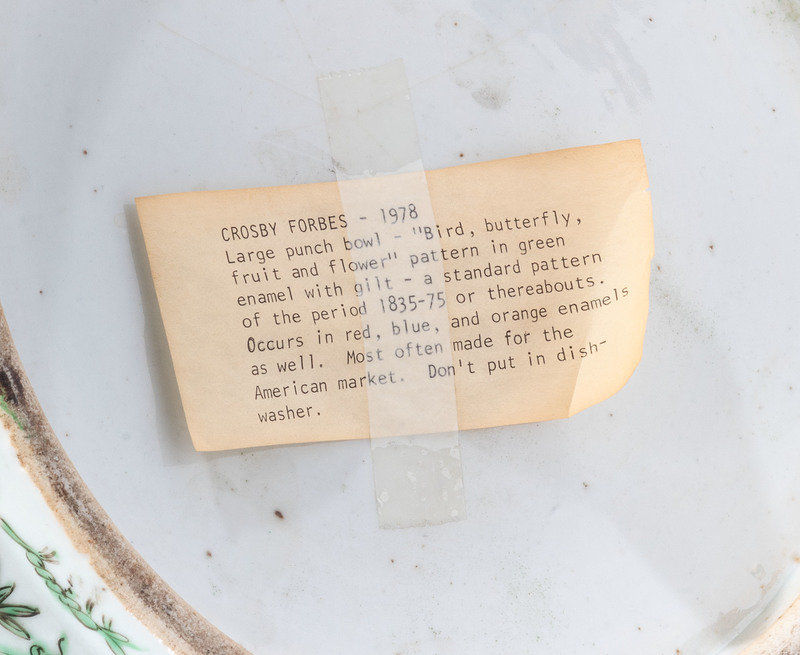 CROSBY FORBES - 1978
Large punch bowl - "Bird, butterfly,
fruit and flower" pattern in green
enamel with gilt - a standard pattern
of the period 1835-75 or thereabouts.
Occurs in red, blue, and orange enamels
as well. Most often made for the
American market. Don't put in dish-
washer.